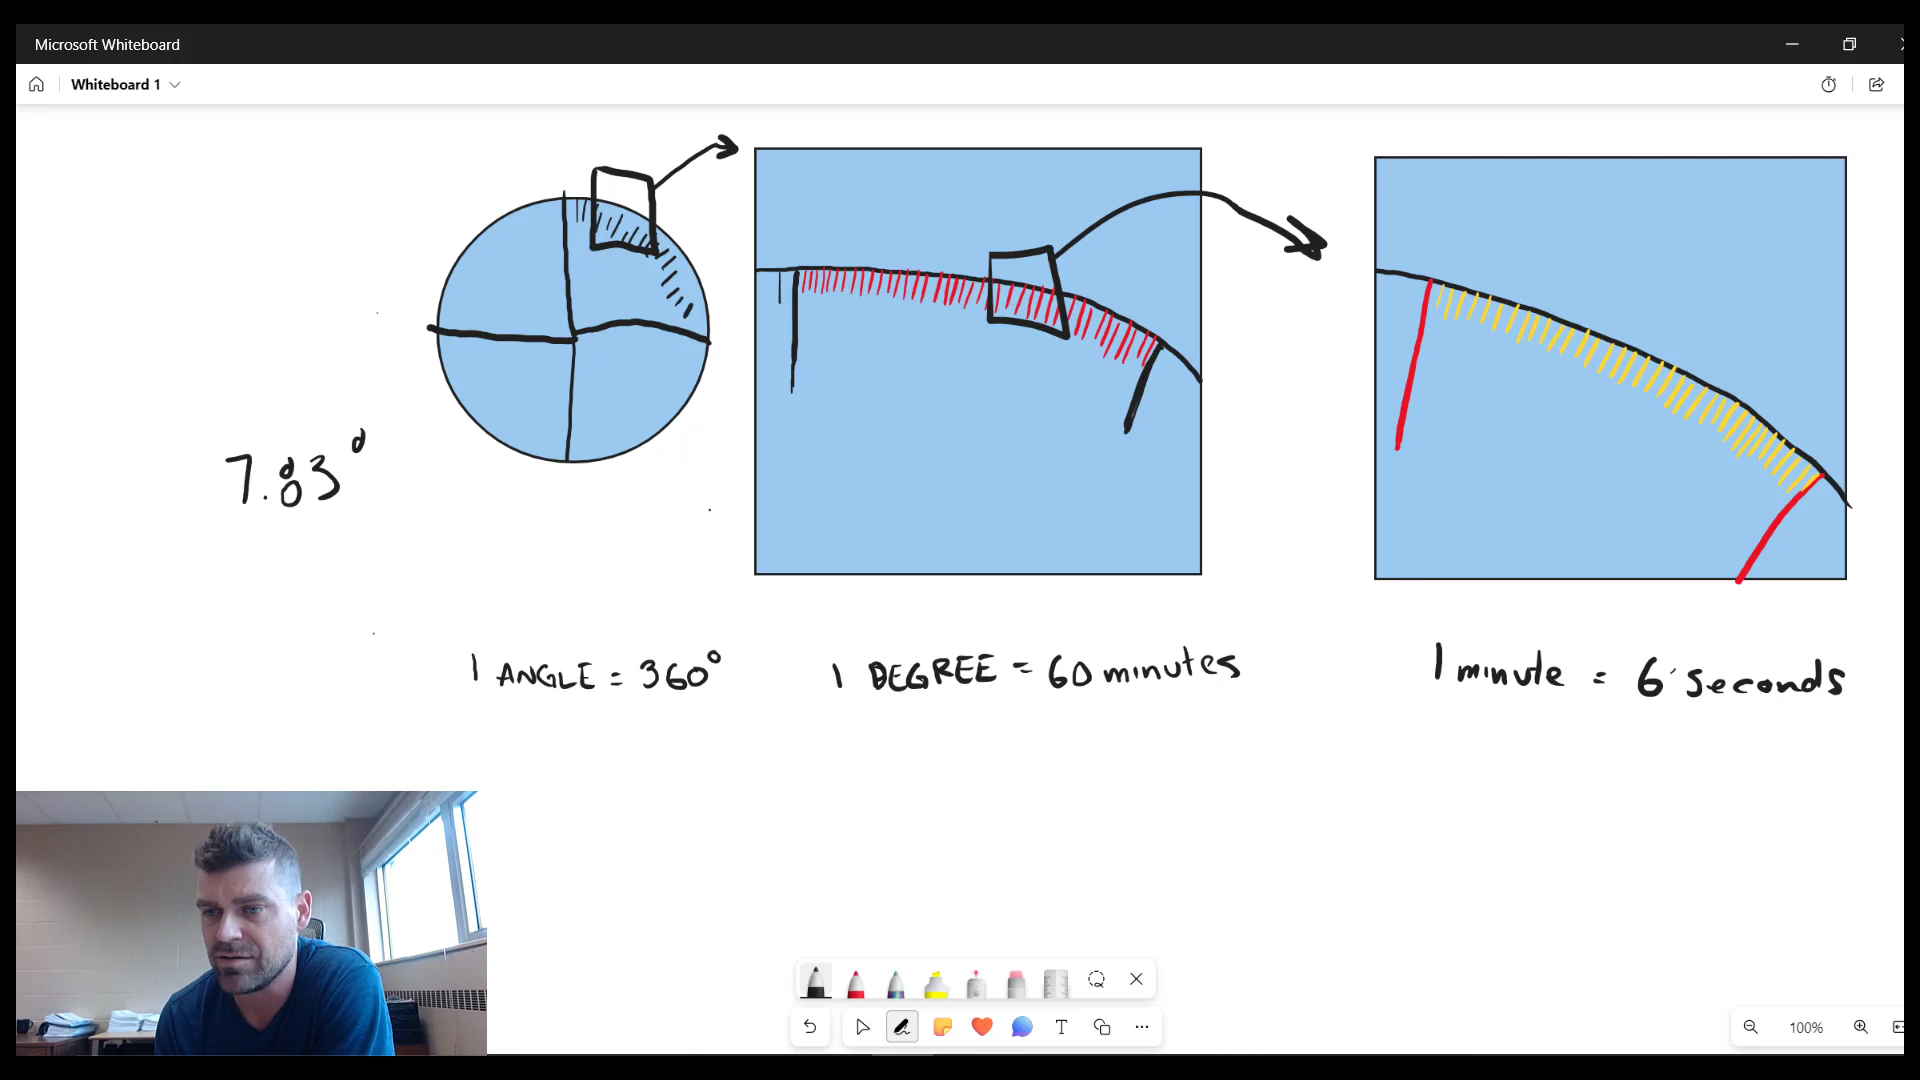 Microsoft Whiteboard
Whiteboard 1
7.83°
1 ANGLE = 360°
1 DEGREE = 60 minutes
1 minute = 6 seconds
100%